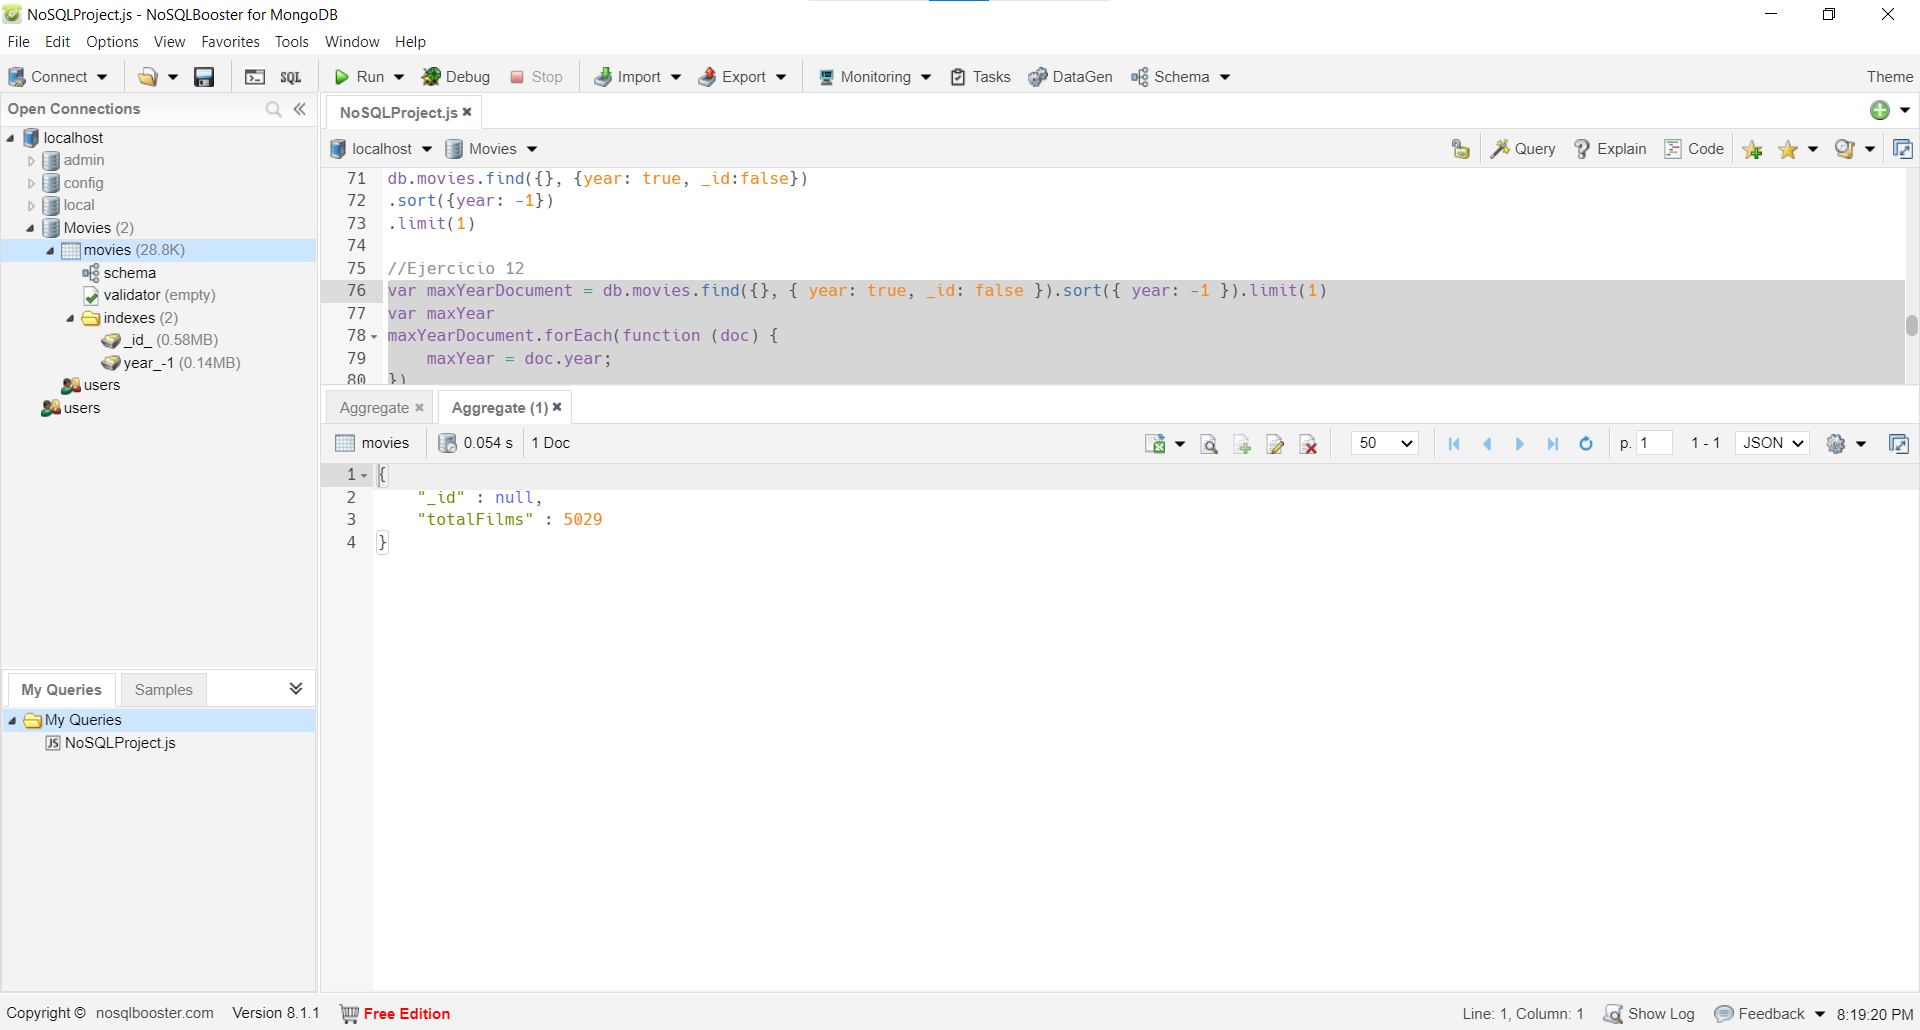 NoSQLProject.js - NoSQLBooster for MongoDB
File Edit Options View Favorites Tools Window Help
Connect SQL Run Debug Stop Import Export Monitoring Tasks DataGen Schema Theme
Open Connections
localhost
admin
config
local
Movies (2)
movies (28.8K)
schema
validator (empty)
indexes (2)
_id_ (0.58MB)
year_-1 (0.14MB)
users
users
My Queries Samples
My Queries
JS NoSQLProject.js
NoSQLProject.js
localhost Movies Query Explain Code
71 db.movies.find({}, {year: true, _id:false})
72 .sort({year: -1})
73 .limit(1)
74
75 //Ejercicio 12
76 var maxYearDocument = db.movies.find({}, { year: true, _id: false }).sort({ year: -1 }).limit(1)
77 var maxYear
78 maxYearDocument.forEach(function (doc) {
79 maxYear = doc.year;
80 })
Aggregate Aggregate (1)
movies 0.054 s 1 Doc 50 p. 1 1 - 1 JSON
1 {
2 "_id" : null,
3 "totalFilms" : 5029
4 }
Copyright © nosqlbooster.com Version 8.1.1 Free Edition Line: 1, Column: 1 Show Log Feedback 8:19:20 PM